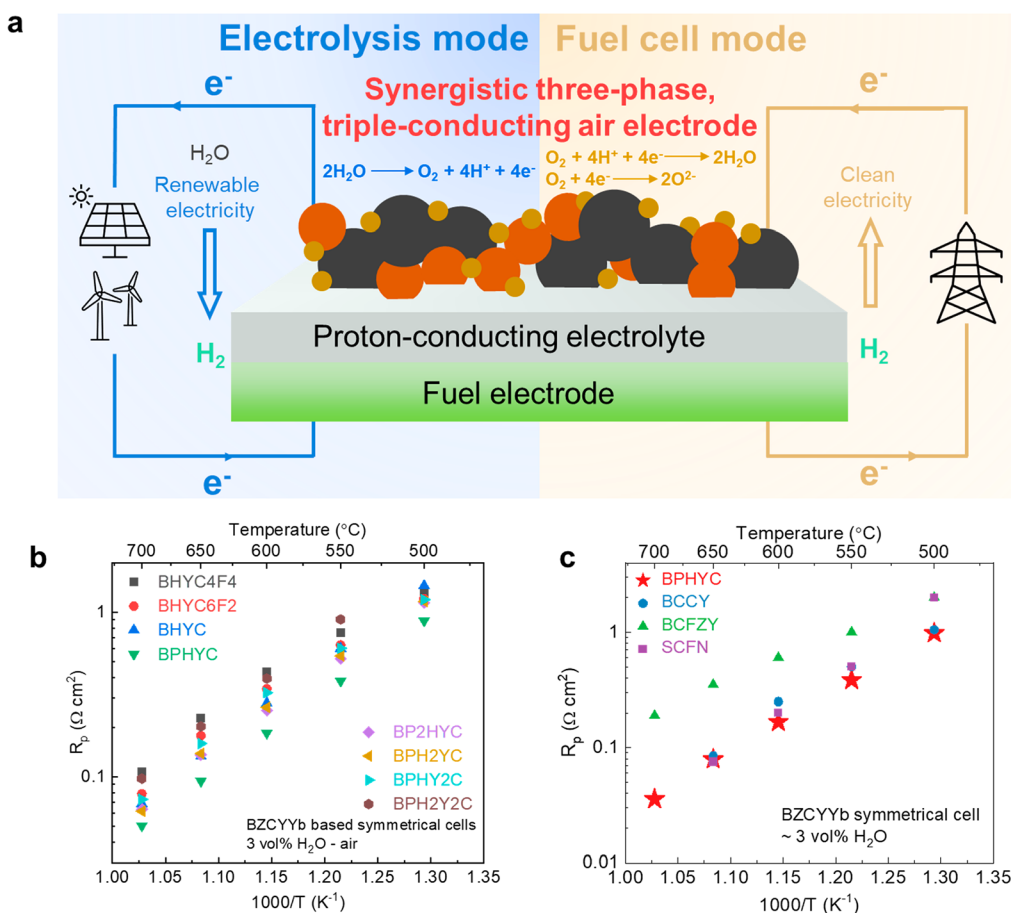 a
Electrolysis mode
Fuel cell mode
e-
e-
Synergistic three-phase,
triple-conducting air electrode
H2O
Renewable
electricity
2H2O → O2 + 4H+ + 4e-
O2 + 4H+ + 4e- → 2H2O
O2 + 4e- → 2O2-
Clean
electricity
H2
H2
Proton-conducting electrolyte
Fuel electrode
e-
e-
b
Temperature (°C)
700 650 600 550 500
BHYC4F4
BHYC6F2
BHYC
BPHYC
BP2HYC
BPH2YC
BPHY2C
BPH2Y2C
BZCYYb based symmetrical cells
3 vol% H2O - air
Rp (Ω cm2)
1
0.1
1.00 1.05 1.10 1.15 1.20 1.25 1.30 1.35
1000/T (K-1)
c
Temperature (°C)
700 650 600 550 500
BPHYC
BCCY
BCFZY
SCFN
BZCYYb symmetrical cell
~ 3 vol% H2O
Rp (Ω cm2)
1
0.1
0.01
1.00 1.05 1.10 1.15 1.20 1.25 1.30 1.35
1000/T (K-1)